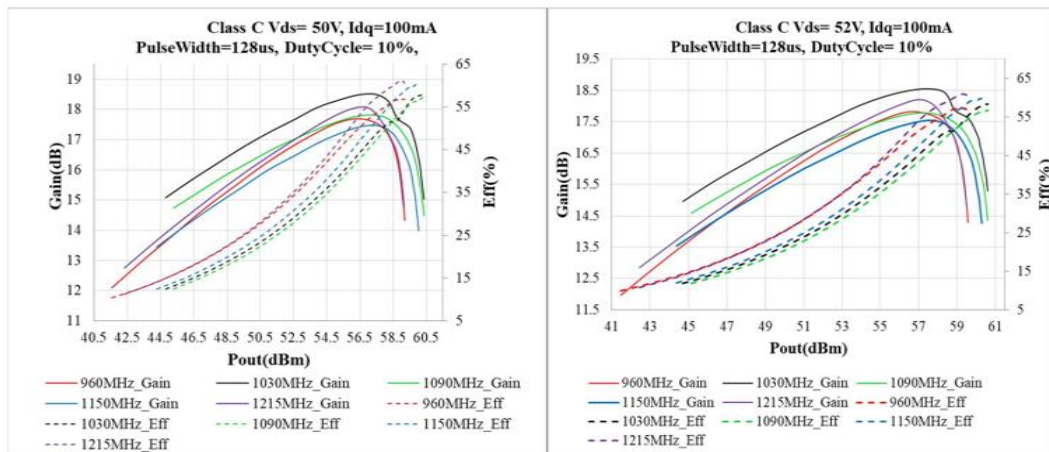 Class C Vds= 50V, Idq=100mA
PulseWidth=128us, DutyCycle= 10%,
19
18
17
16
15
14
13
12
11
Gain(dB)
65
55
45
35
25
15
5
Eff(%)
40.5 42.5 44.5 46.5 48.5 50.5 52.5 54.5 56.5 58.5 60.5
Pout(dBm)
960MHz_Gain 1030MHz_Gain 1090MHz_Gain
1150MHz_Gain 1215MHz_Gain 960MHz_Eff
1030MHz_Eff 1090MHz_Eff 1150MHz_Eff
1215MHz_Eff
Class C Vds= 52V, Idq=100mA
PulseWidth=128us, DutyCycle= 10%
19.5
18.5
17.5
16.5
15.5
14.5
13.5
12.5
11.5
Gain(dB)
65
55
45
35
25
15
5
Eff(%)
41 43 45 47 49 51 53 55 57 59 61
Pout(dBm)
960MHz_Gain 1030MHz_Gain 1090MHz_Gain
1150MHz_Gain 1215MHz_Gain 960MHz_Eff
1030MHz_Eff 1090MHz_Eff 1150MHz_Eff
1215MHz_Eff